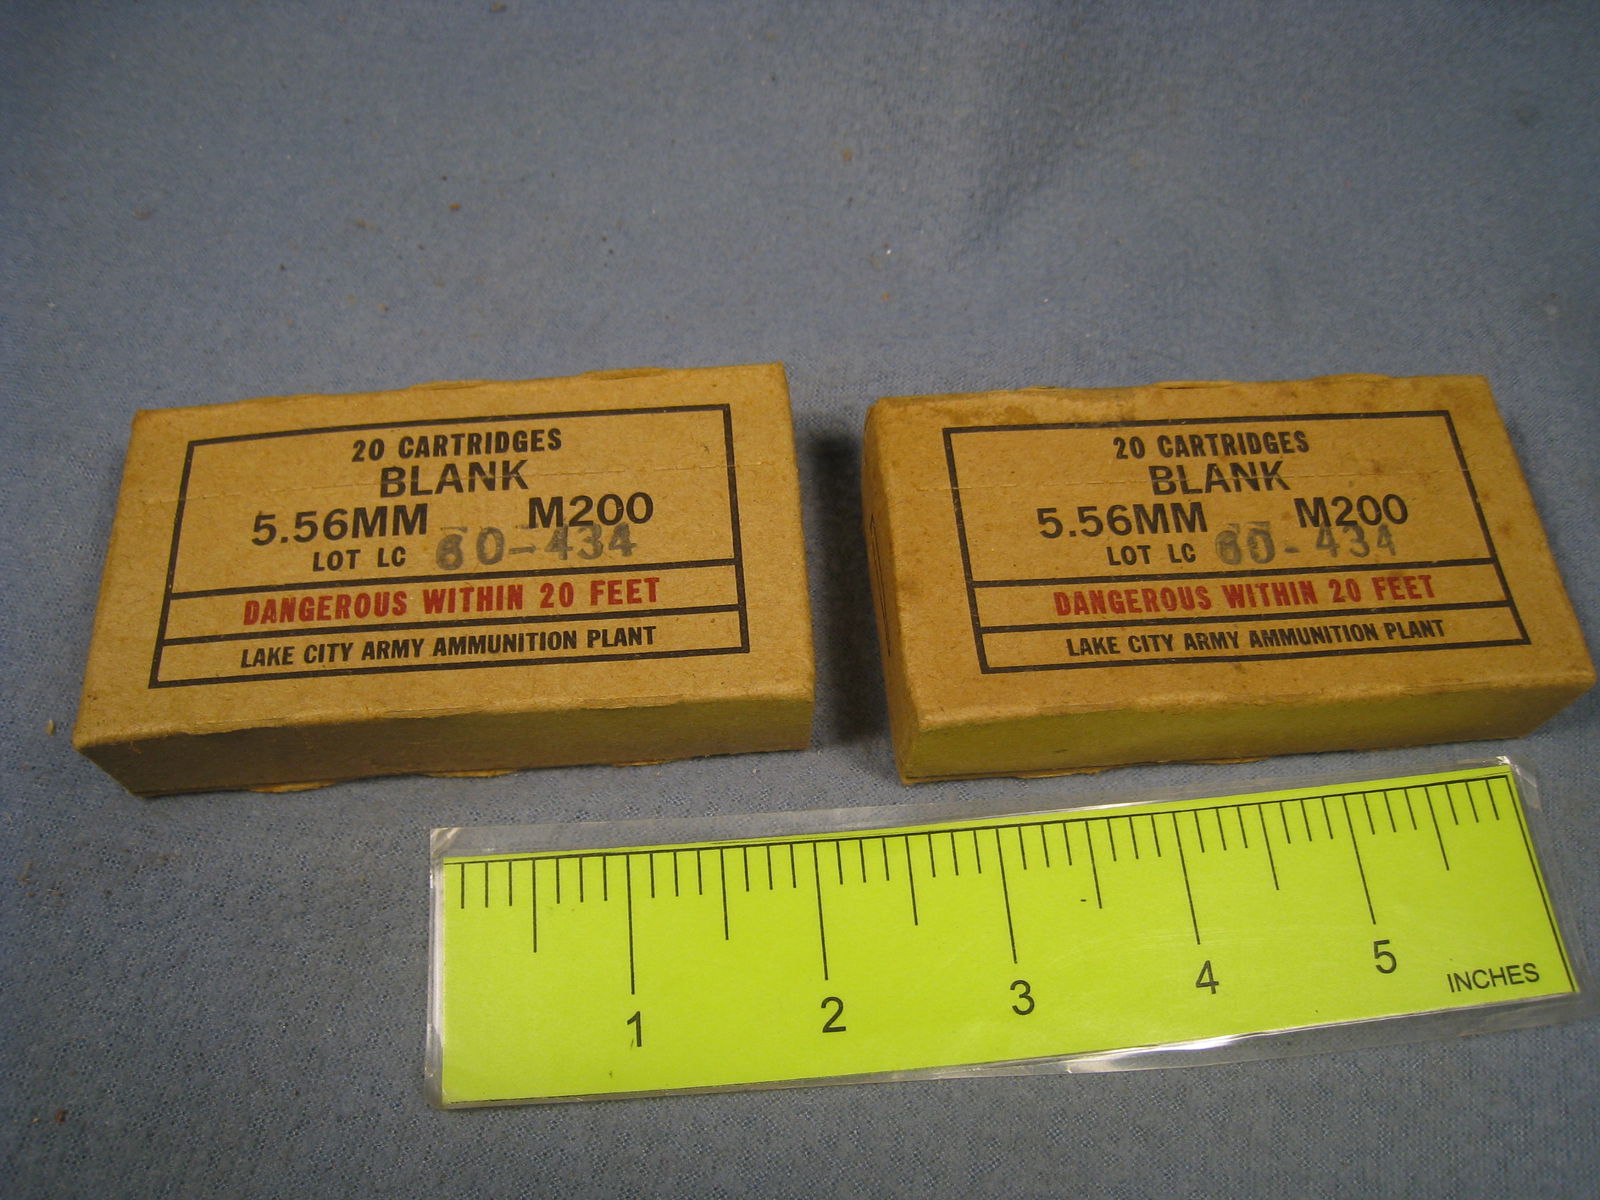 20 CARTRIDGES
BLANK
5.56MM M200
LOT LC 60-434
DANGEROUS WITHIN 20 FEET
LAKE CITY ARMY AMMUNITION PLANT
20 CARTRIDGES
BLANK
5.56MM M200
LOT LC 60-434
DANGEROUS WITHIN 20 FEET
LAKE CITY ARMY AMMUNITION PLANT
1 2 3 4 5 INCHES